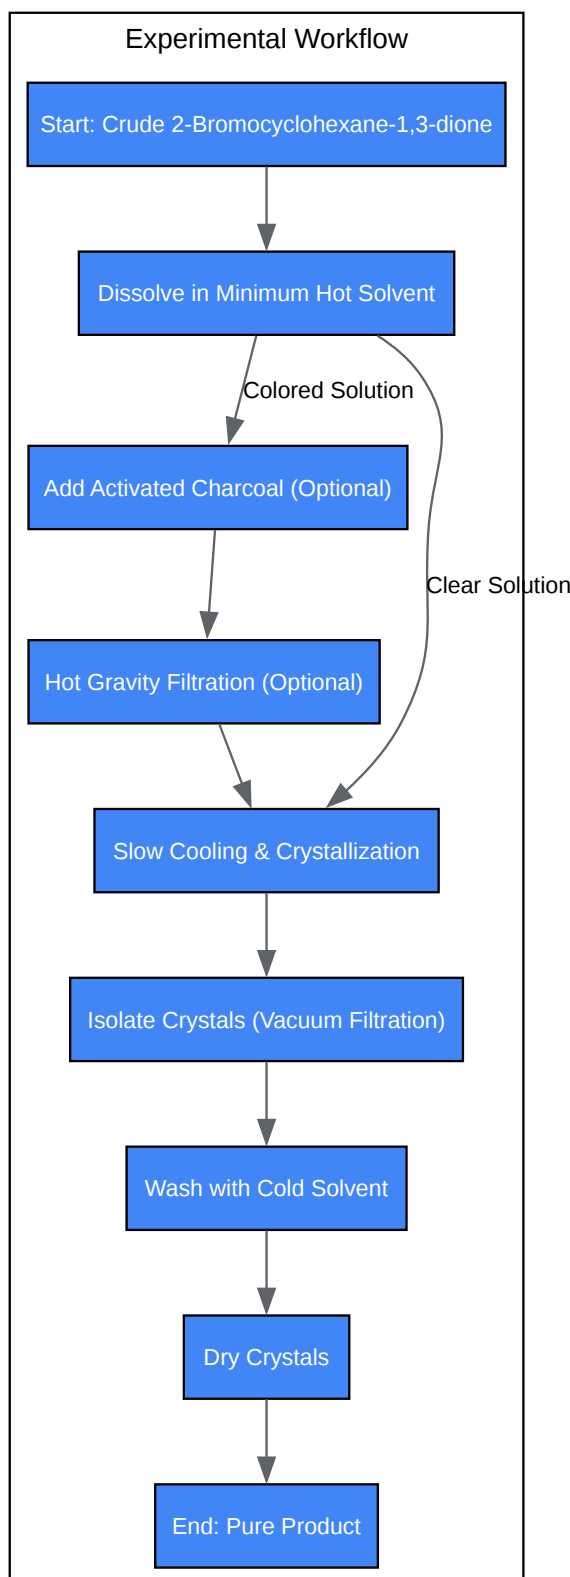 Experimental Workflow
Start: Crude 2-Bromocyclohexane-1,3-dione
Dissolve in Minimum Hot Solvent
Colored Solution
Add Activated Charcoal (Optional)
Clear Solution
Hot Gravity Filtration (Optional)
Slow Cooling & Crystallization
Isolate Crystals (Vacuum Filtration)
Wash with Cold Solvent
Dry Crystals
End: Pure Product